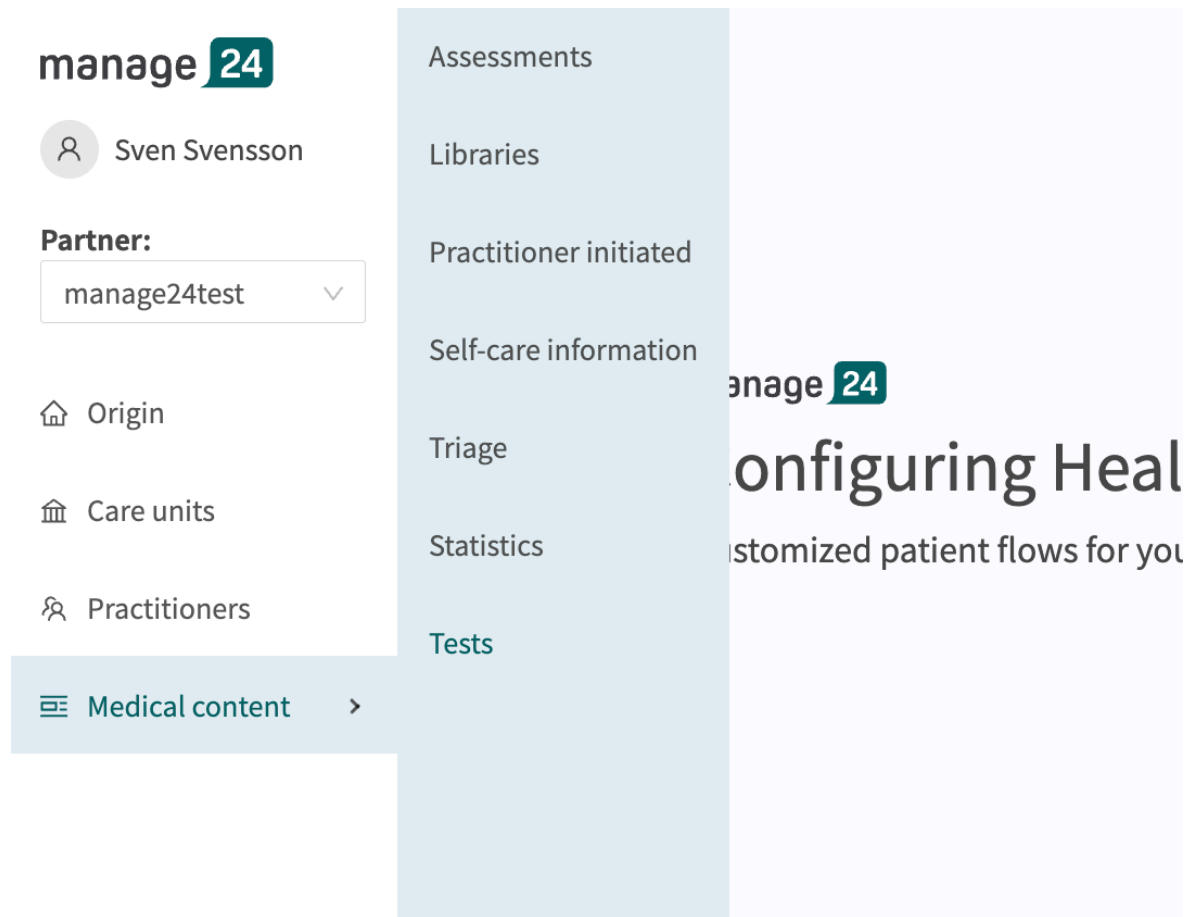 manage 24
Sven Svensson
Partner:
manage24test
Origin
Care units
Practitioners
Medical content
Assessments
Libraries
Practitioner initiated
Self-care information
Triage
Statistics
Tests
anage 24
onfiguring Heal
stomized patient flows for you